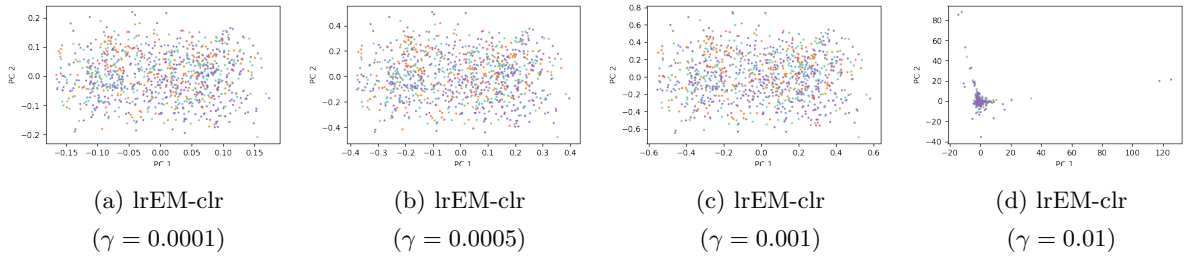 0.2
0.1
0.0
−0.1
−0.2
PC 2
−0.15 −0.10 −0.05 0.00 0.05 0.10 0.15
PC 1
0.4
0.2
0.0
−0.2
−0.4
PC 2
−0.4 −0.3 −0.2 −0.1 0.0 0.1 0.2 0.3 0.4
PC 1
0.8
0.6
0.4
0.2
0.0
−0.2
−0.4
−0.6
PC 2
−0.6 −0.4 −0.2 0.0 0.2 0.4 0.6
PC 1
80
60
40
20
0
−20
−40
PC 2
−20 0 20 40 60 80 100 120
PC 1
(a) lrEM-clr
(γ = 0.0001)
(b) lrEM-clr
(γ = 0.0005)
(c) lrEM-clr
(γ = 0.001)
(d) lrEM-clr
(γ = 0.01)